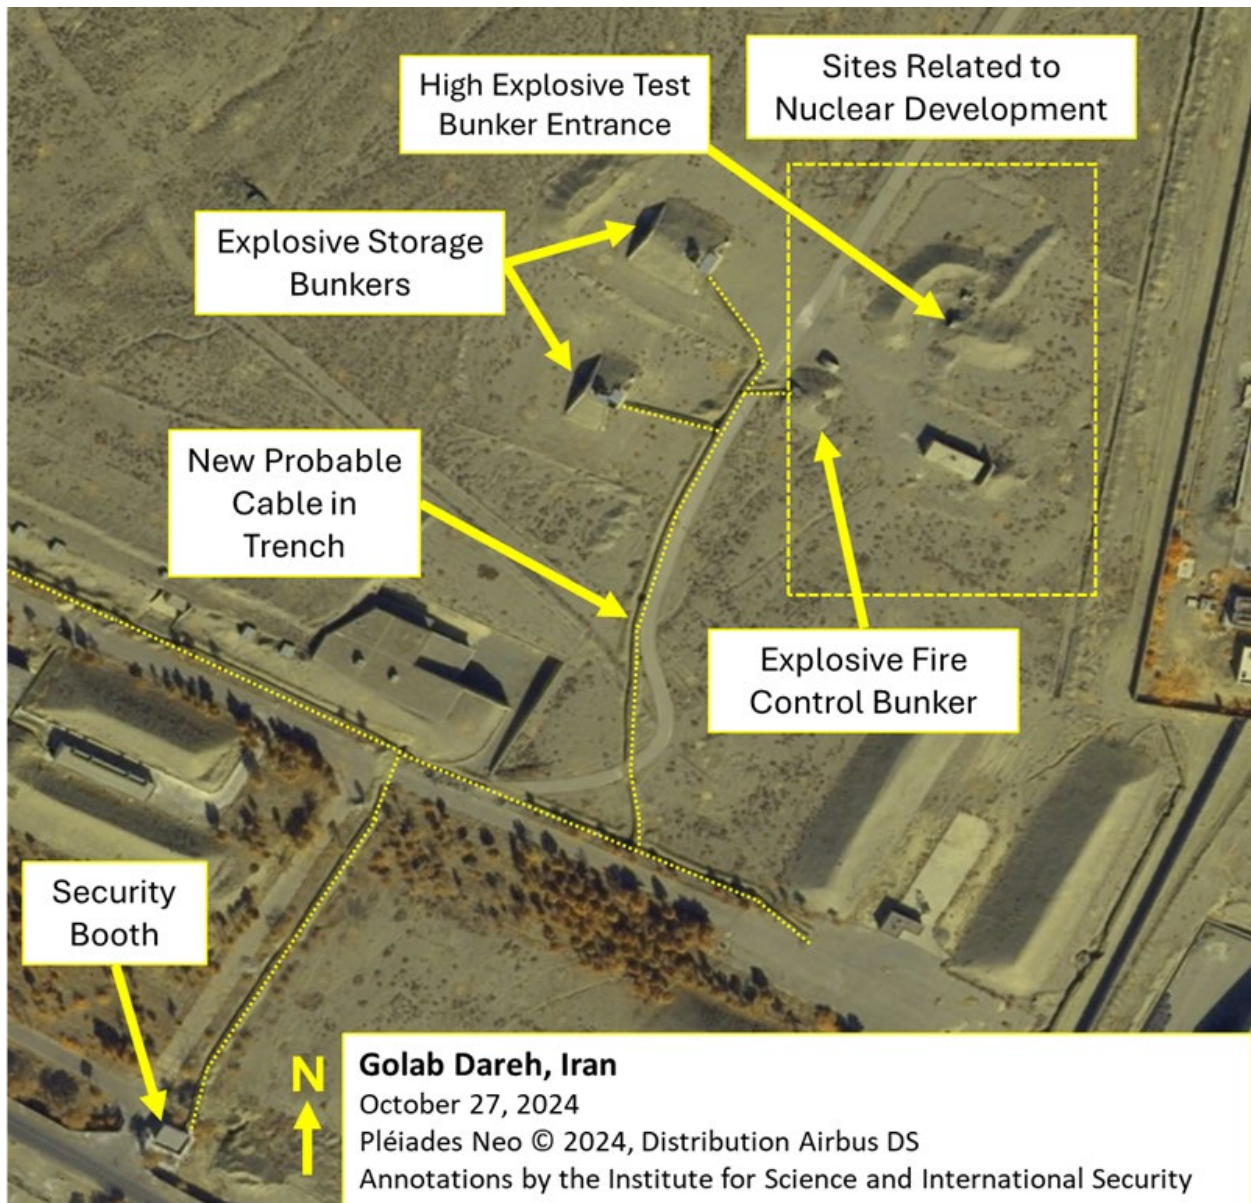 High Explosive Test
Bunker Entrance
Sites Related to
Nuclear Development
Explosive Storage
Bunkers
New Probable
Cable in
Trench
Explosive Fire
Control Bunker
Security
Booth
N
Golab Dareh, Iran
October 27, 2024
Pléiades Neo © 2024, Distribution Airbus DS
Annotations by the Institute for Science and International Security